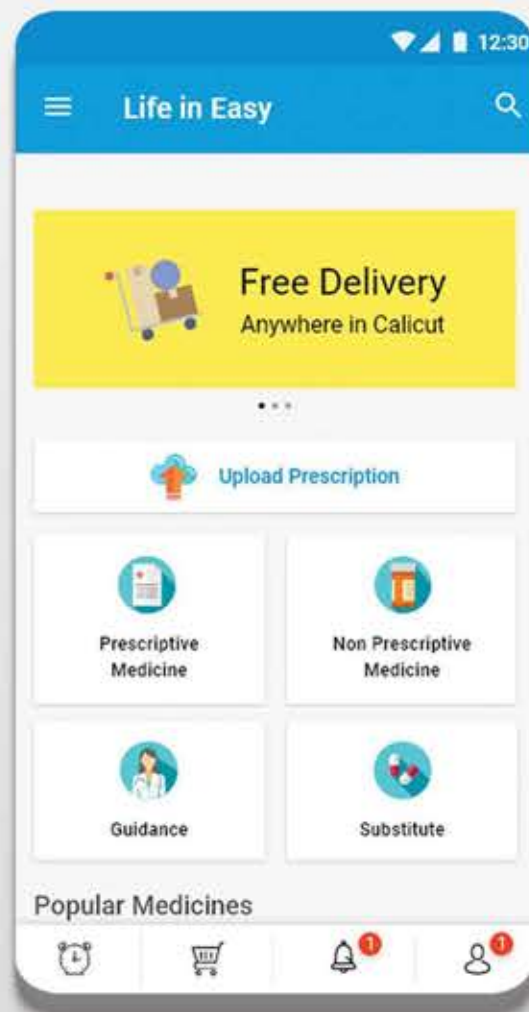 12:30
Life in Easy
Free Delivery
Anywhere in Calicut
Upload Prescription
Prescriptive
Medicine
Non Prescriptive
Medicine
Guidance
Substitute
Popular Medicines
1
1